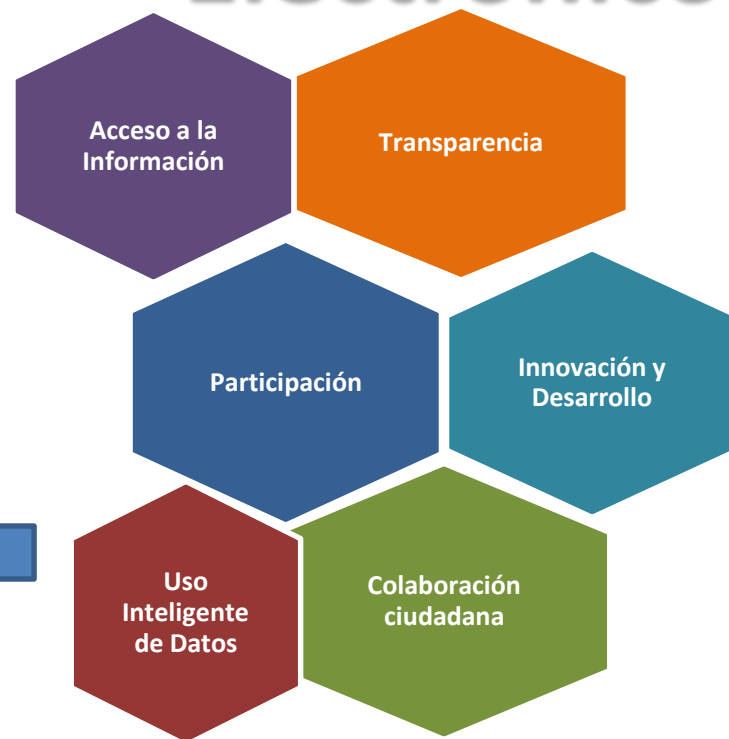 Acceso a la
Información
Transparencia
Participación
Innovación y
Desarrollo
Uso
Inteligente
de Datos
Colaboración
ciudadana